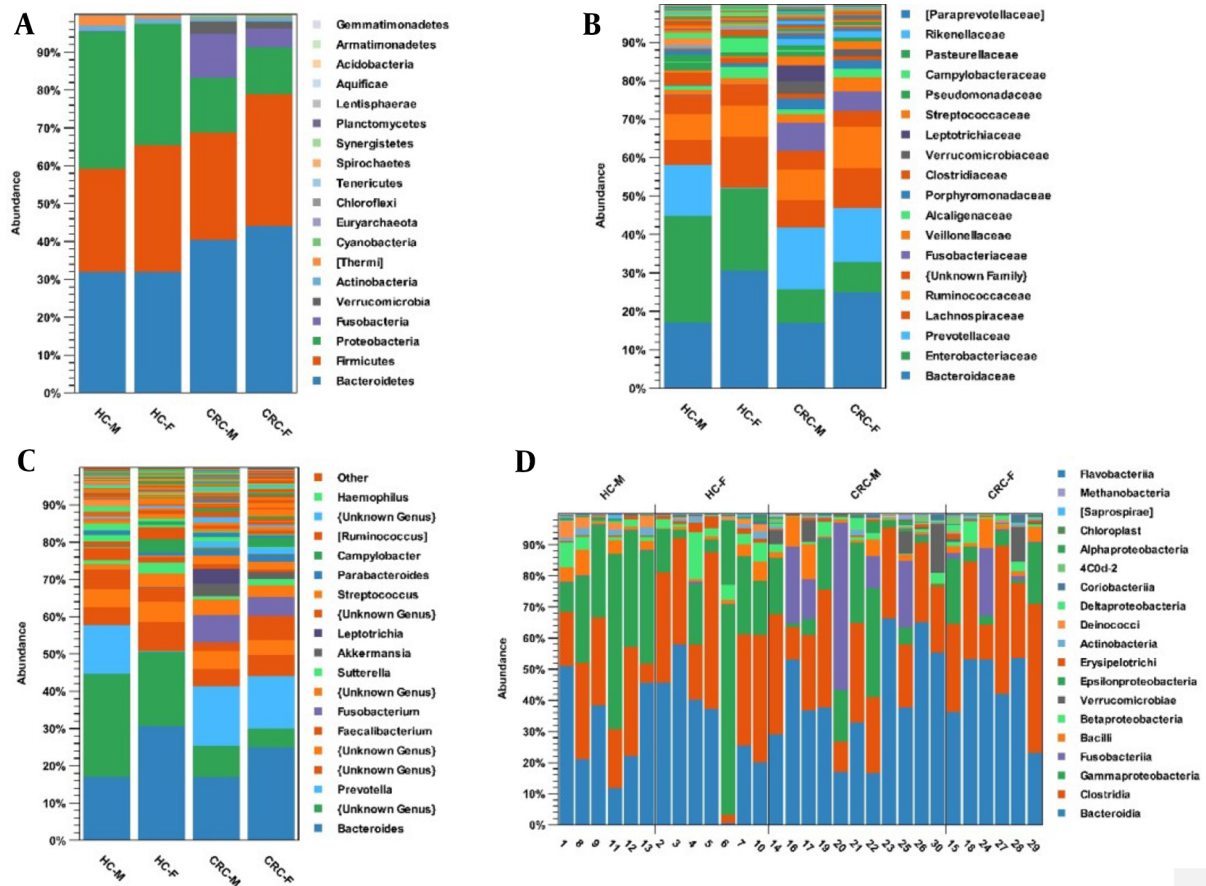 A
Abundance
90%
80%
70%
60%
50%
40%
30%
20%
10%
0%
HC-M
HC-F
CRC-M
CRC-F
Gemmatimonadetes
Armatimonadetes
Acidobacteria
Aquificae
Lentisphaerae
Planctomycetes
Synergistetes
Spirochaetes
Tenericutes
Chloroflexi
Euryarchaeota
Cyanobacteria
[Thermi]
Actinobacteria
Verrucomicrobia
Fusobacteria
Proteobacteria
Firmicutes
Bacteroidetes
B
Abundance
90%
80%
70%
60%
50%
40%
30%
20%
10%
0%
HC-M
HC-F
CRC-M
CRC-F
[Paraprevotellaceae]
Rikenellaceae
Pasteurellaceae
Campylobacteraceae
Pseudomonadaceae
Streptococcaceae
Leptotrichiaceae
Verrucomicrobiaceae
Clostridiaceae
Porphyromonadaceae
Alcaligenaceae
Veillonellaceae
Fusobacteriaceae
{Unknown Family}
Ruminococcaceae
Lachnospiraceae
Prevotellaceae
Enterobacteriaceae
Bacteroidaceae
C
Abundance
90%
80%
70%
60%
50%
40%
30%
20%
10%
0%
HC-M
HC-F
CRC-M
CRC-F
Other
Haemophilus
{Unknown Genus}
[Ruminococcus]
Campylobacter
Parabacteroides
Streptococcus
{Unknown Genus}
Leptotrichia
Akkermansia
Sutterella
{Unknown Genus}
Fusobacterium
Faecalibacterium
{Unknown Genus}
{Unknown Genus}
Prevotella
{Unknown Genus}
Bacteroides
D
HC-M
HC-F
CRC-M
CRC-F
Abundance
90%
80%
70%
60%
50%
40%
30%
20%
10%
0%
1 8 9 11 12 13 2 3 4 5 6 7 10 14 16 17 19 20 21 22 23 25 26 30 15 18 24 27 28 29
Flavobacteriia
Methanobacteria
[Saprospirae]
Chloroplast
Alphaproteobacteria
4C0d-2
Coriobacteriia
Deltaproteobacteria
Deinococci
Actinobacteria
Erysipelotrichi
Epsilonproteobacteria
Verrucomicrobiae
Betaproteobacteria
Bacilli
Fusobacteriia
Gammaproteobacteria
Clostridia
Bacteroidia